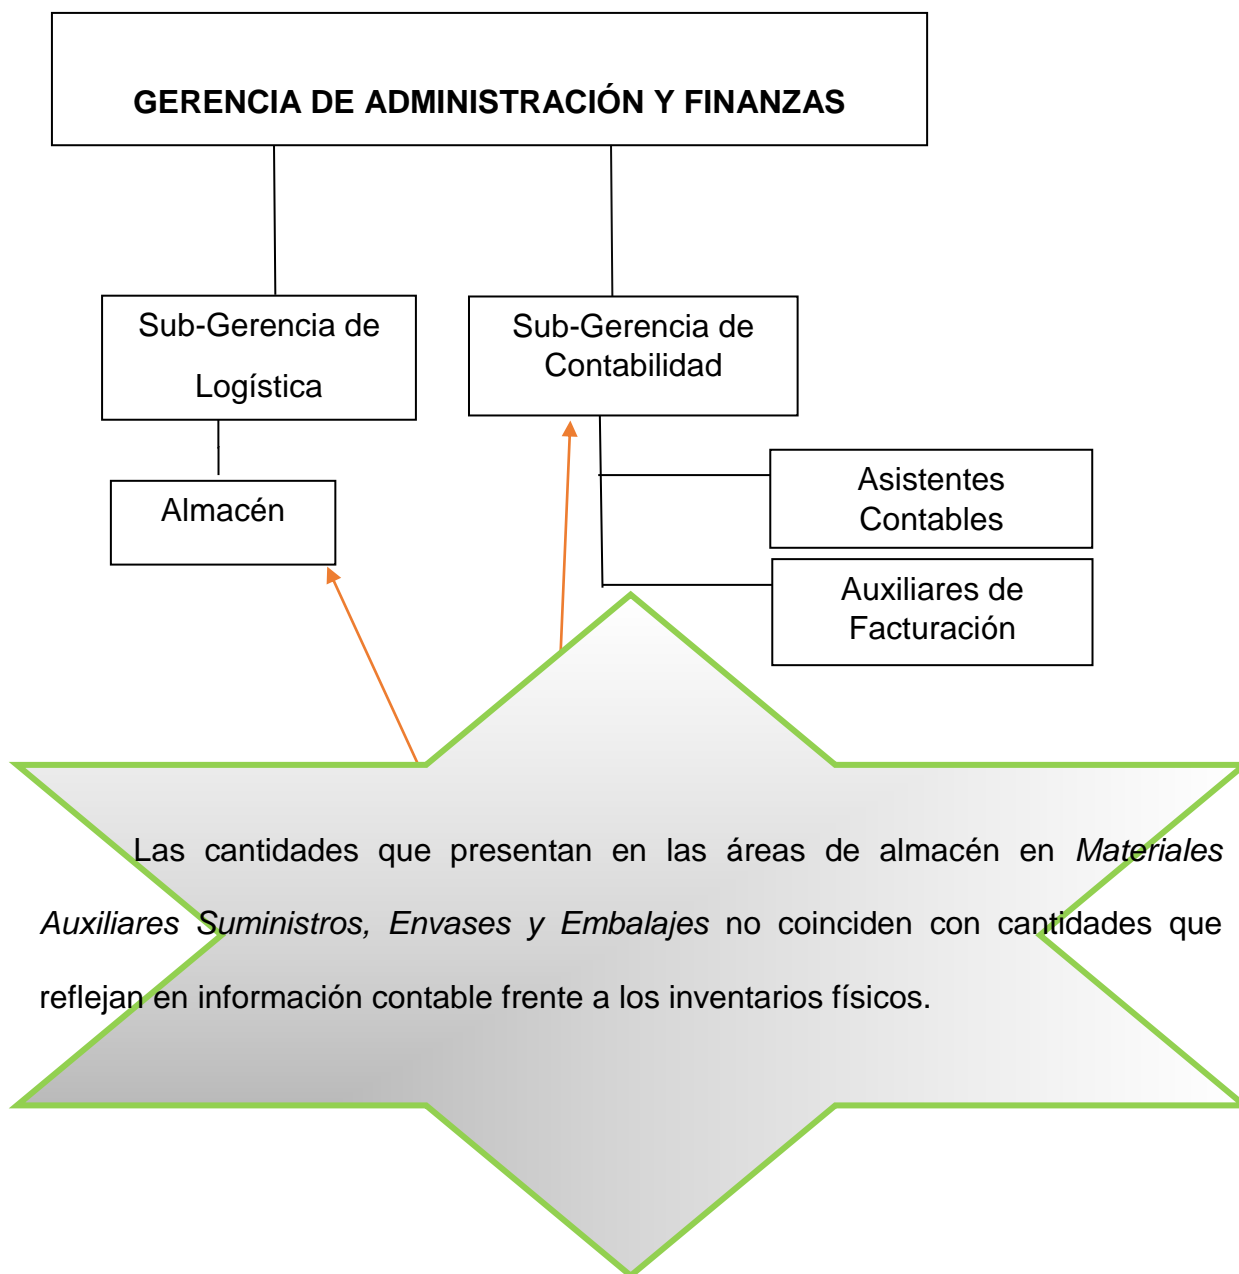 GERENCIA DE ADMINISTRACIÓN Y FINANZAS
Sub-Gerencia de
Logística
Sub-Gerencia de
Contabilidad
Almacén
Asistentes
Contables
Auxiliares de
Facturación
Las cantidades que presentan en las áreas de almacén en Materiales
Auxiliares Suministros, Envases y Embalajes no coinciden con cantidades que
reflejan en información contable frente a los inventarios físicos.